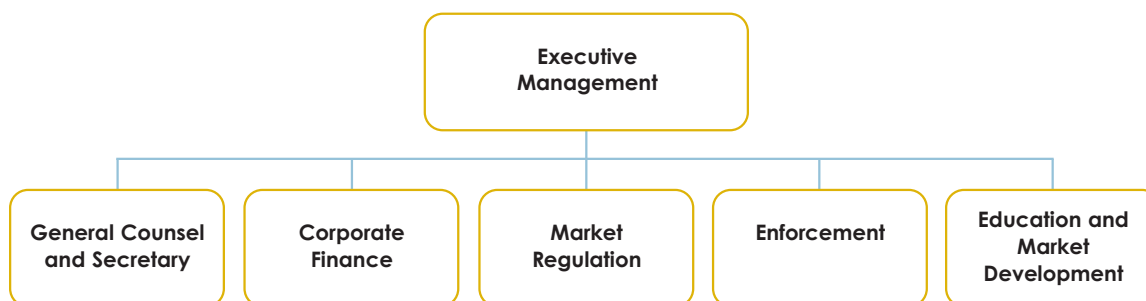 Executive
Management
General Counsel
and Secretary
Corporate
Finance
Market
Regulation
Enforcement
Education and
Market
Development